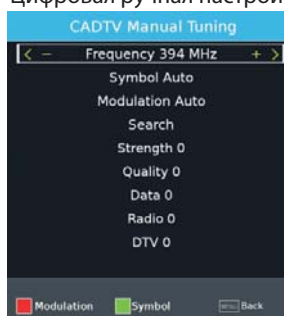 Цифровая ручная настрой
CADTV Manual Tuning
< – Frequency 394 MHz + >
Symbol Auto
Modulation Auto
Search
Strength 0
Quality 0
Data 0
Radio 0
DTV 0
Modulation Symbol MENU Back